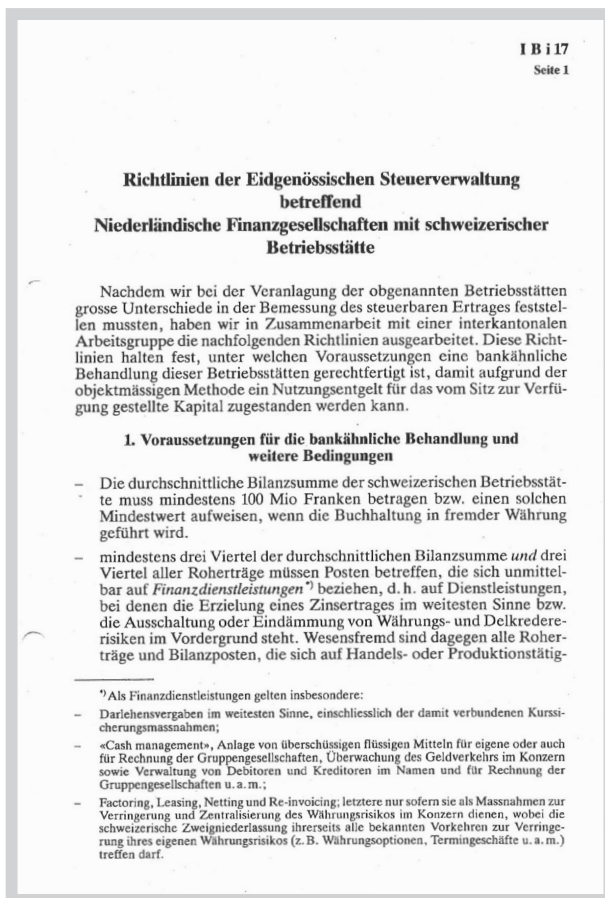 I B i 17
Seite 1
Richtlinien der Eidgenössischen Steuerverwaltung
betreffend
Niederländische Finanzgesellschaften mit schweizerischer
Betriebsstätte
Nachdem wir bei der Veranlagung der obgenannten Betriebsstätten
grosse Unterschiede in der Bemessung des steuerbaren Ertrages feststel-
len mussten, haben wir in Zusammenarbeit mit einer interkantonalen
Arbeitsgruppe die nachfolgenden Richtlinien ausgearbeitet. Diese Richt-
linien halten fest, unter welchen Voraussetzungen eine bankähnliche
Behandlung dieser Betriebsstätten gerechtfertigt ist, damit aufgrund der
objektmässigen Methode ein Nutzungsentgelt für das vom Sitz zur Verfü-
gung gestellte Kapital zugestanden werden kann.
1. Voraussetzungen für die bankähnliche Behandlung und
weitere Bedingungen
– Die durchschnittliche Bilanzsumme der schweizerischen Betriebsstät-
te muss mindestens 100 Mio Franken betragen bzw. einen solchen
Mindestwert aufweisen, wenn die Buchhaltung in fremder Währung
geführt wird.
– mindestens drei Viertel der durchschnittlichen Bilanzsumme und drei
Viertel aller Roherträge müssen Posten betreffen, die sich unmittel-
bar auf Finanzdienstleistungen*) beziehen, d. h. auf Dienstleistungen,
bei denen die Erzielung eines Zinsertrages im weitesten Sinne bzw.
die Ausschaltung oder Eindämmung von Währungs- und Delkredere-
risiken im Vordergrund steht. Wesensfremd sind dagegen alle Roher-
träge und Bilanzposten, die sich auf Handels- oder Produktionstätig-
*) Als Finanzdienstleistungen gelten insbesondere:
– Darlehensvergaben im weitesten Sinne, einschliesslich der damit verbundenen Kurssi-
cherungsmassnahmen;
– «Cash management», Anlage von überschüssigen flüssigen Mitteln für eigene oder auch
für Rechnung der Gruppengesellschaften, Überwachung des Geldverkehrs im Konzern
sowie Verwaltung von Debitoren und Kreditoren im Namen und für Rechnung der
Gruppengesellschaften u. a. m.;
– Factoring, Leasing, Netting und Re-invoicing; letztere nur sofern sie als Massnahmen zur
Verringerung und Zentralisierung des Währungsrisikos im Konzern dienen, wobei die
schweizerische Zweigniederlassung ihrerseits alle bekannten Vorkehren zur Verringe-
rung ihres eigenen Währungsrisikos (z. B. Währungsoptionen, Termingeschäfte u. a. m.)
treffen darf.